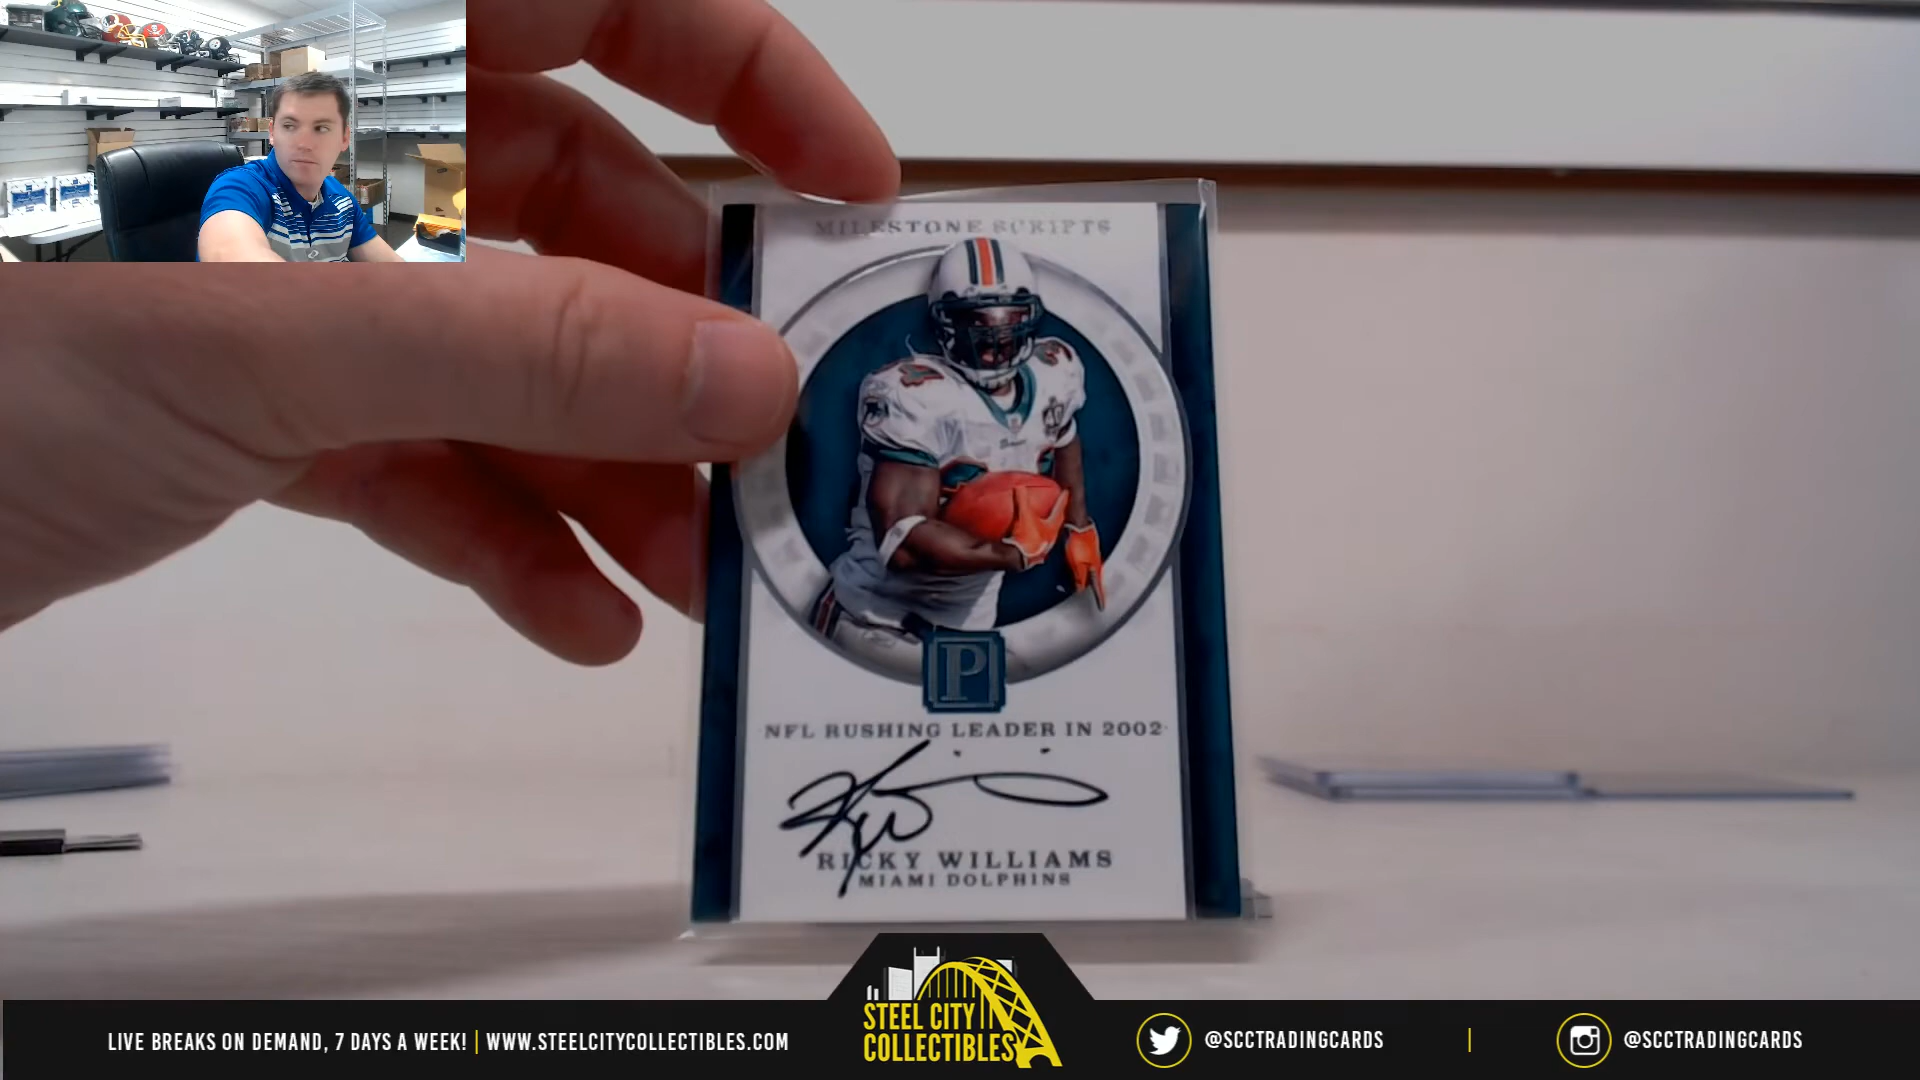 MILESTONE SCRIPTS
P
NFL RUSHING LEADER IN 2002
RICKY WILLIAMS
MIAMI DOLPHINS
STEEL CITY
COLLECTIBLES
LIVE BREAKS ON DEMAND, 7 DAYS A WEEK! | WWW.STEELCITYCOLLECTIBLES.COM
@SCCTRADINGCARDS | @SCCTRADINGCARDS